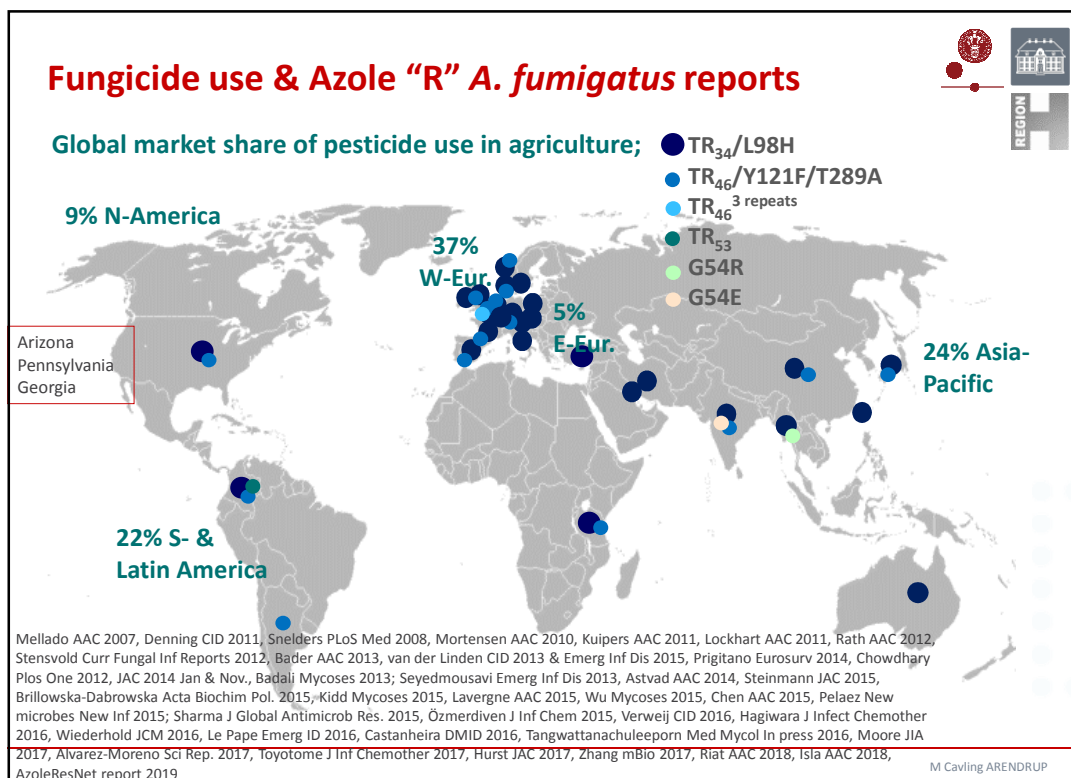 Fungicide use & Azole “R” A. fumigatus reports
REGION
H
Global market share of pesticide use in agriculture;
TR34/L98H
TR46/Y121F/T289A
TR46 3 repeats
TR53
G54R
G54E
9% N-America
37%
W-Eur.
5%
E-Eur.
24% Asia-
Pacific
Arizona
Pennsylvania
Georgia
22% S- &
Latin America
Mellado AAC 2007, Denning CID 2011, Snelders PLoS Med 2008, Mortensen AAC 2010, Kuipers AAC 2011, Lockhart AAC 2011, Rath AAC 2012,
Stensvold Curr Fungal Inf Reports 2012, Bader AAC 2013, van der Linden CID 2013 & Emerg Inf Dis 2015, Prigitano Eurosurv 2014, Chowdhary
Plos One 2012, JAC 2014 Jan & Nov., Badali Mycoses 2013; Seyedmousavi Emerg Inf Dis 2013, Astvad AAC 2014, Steinmann JAC 2015,
Brillowska-Dabrowska Acta Biochim Pol. 2015, Kidd Mycoses 2015, Lavergne AAC 2015, Wu Mycoses 2015, Chen AAC 2015, Pelaez New
microbes New Inf 2015; Sharma J Global Antimicrob Res. 2015, Özmerdiven J Inf Chem 2015, Verweij CID 2016, Hagiwara J Infect Chemother
2016, Wiederhold JCM 2016, Le Pape Emerg ID 2016, Castanheira DMID 2016, Tangwattanachuleeporn Med Mycol In press 2016, Moore JIA
2017, Alvarez-Moreno Sci Rep. 2017, Toyotome J Inf Chemother 2017, Hurst JAC 2017, Zhang mBio 2017, Riat AAC 2018, Isla AAC 2018,
AzoleResNet report 2019
M Cavling ARENDRUP